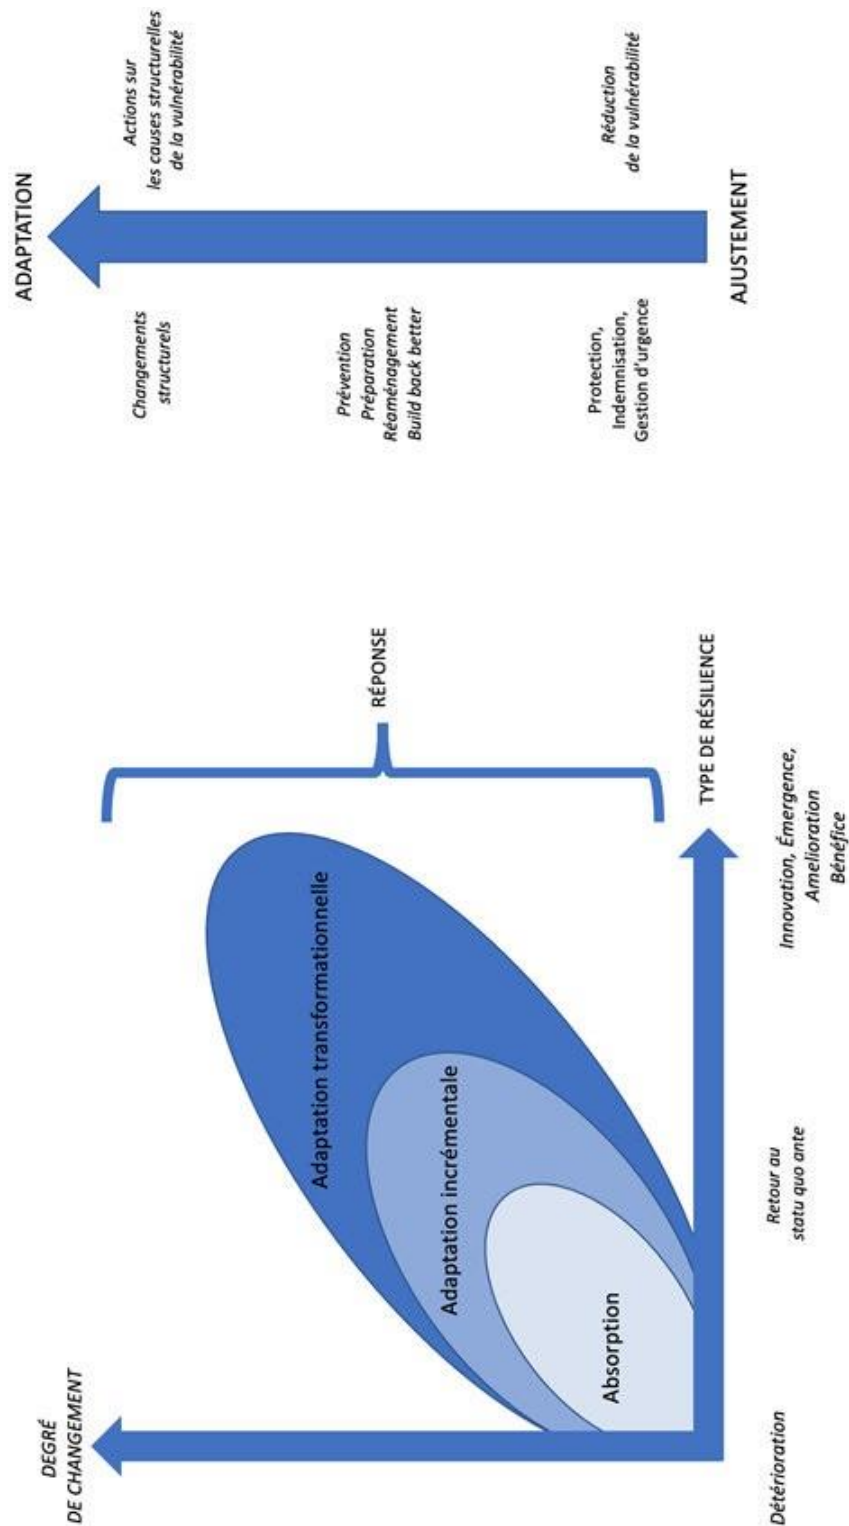 DEGRÉ
DE CHANGEMENT
Adaptation transformationnelle
Adaptation incrémentale
Absorption
RÉPONSE
TYPE DE RÉSILIENCE
Détérioration
Retour au
statu quo ante
Innovation, Émergence,
Amelioration
Bénéfice
ADAPTATION
Changements
structurels
Actions sur
les causes structurelles
de la vulnérabilité
Prévention
Préparation
Réaménagement
Build back better
Protection,
Indemnisation,
Gestion d'urgence
Réduction
de la vulnérabilité
AJUSTEMENT